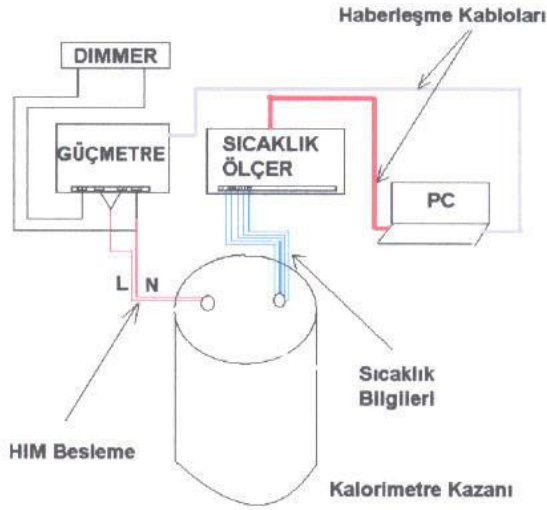 Haberleşme Kabloları
DIMMER
GÜÇMETRE
SICAKLIK
ÖLÇER
PC
L N
Sıcaklık
Bilgileri
HIM Besleme
Kalorimetre Kazanı